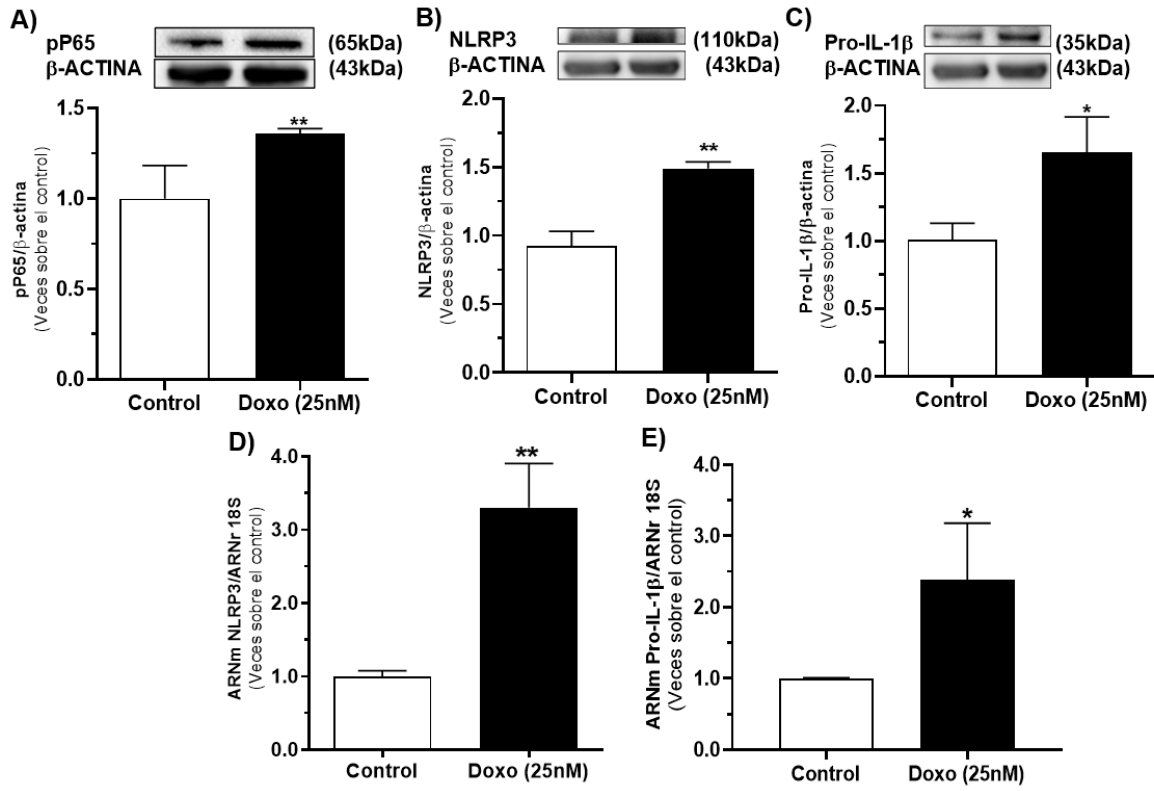 A)
pP65 (65kDa)
β-ACTINA (43kDa)
pP65/β-actina
(Veces sobre el control)
1.5
1.0
0.5
0.0
**
Control Doxo (25nM)
B)
NLRP3 (110kDa)
β-ACTINA (43kDa)
NLRP3/β-actina
(Veces sobre el control)
2.0
1.5
1.0
0.5
0.0
**
Control Doxo (25nM)
C)
Pro-IL-1β (35kDa)
β-ACTINA (43kDa)
Pro-IL-1β/β-actina
(Veces sobre el control)
2.0
1.5
1.0
0.5
0.0
*
Control Doxo (25nM)
D)
ARNm NLRP3/ARNr 18S
(Veces sobre el control)
4.0
3.0
2.0
1.0
0.0
**
Control Doxo (25nM)
E)
ARNm Pro-IL-1β/ARNr 18S
(Veces sobre el control)
4.0
3.0
2.0
1.0
0.0
*
Control Doxo (25nM)